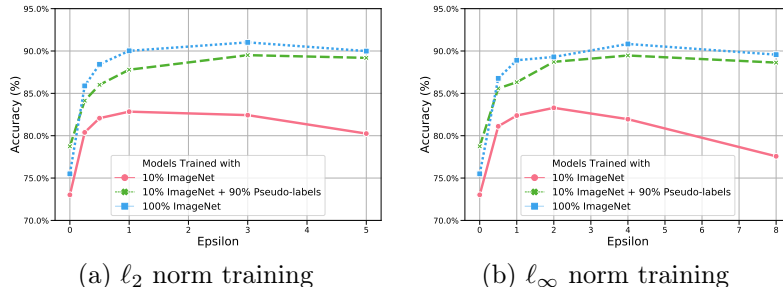 95.0%
90.0%
85.0%
80.0%
75.0%
70.0%
Accuracy (%)
Models Trained with
10% ImageNet
10% ImageNet + 90% Pseudo-labels
100% ImageNet
0 1 2 3 4 5
Epsilon
(a) ℓ2 norm training
95.0%
90.0%
85.0%
80.0%
75.0%
70.0%
Accuracy (%)
Models Trained with
10% ImageNet
10% ImageNet + 90% Pseudo-labels
100% ImageNet
0 1 2 3 4 5 6 7 8
Epsilon
(b) ℓ∞ norm training